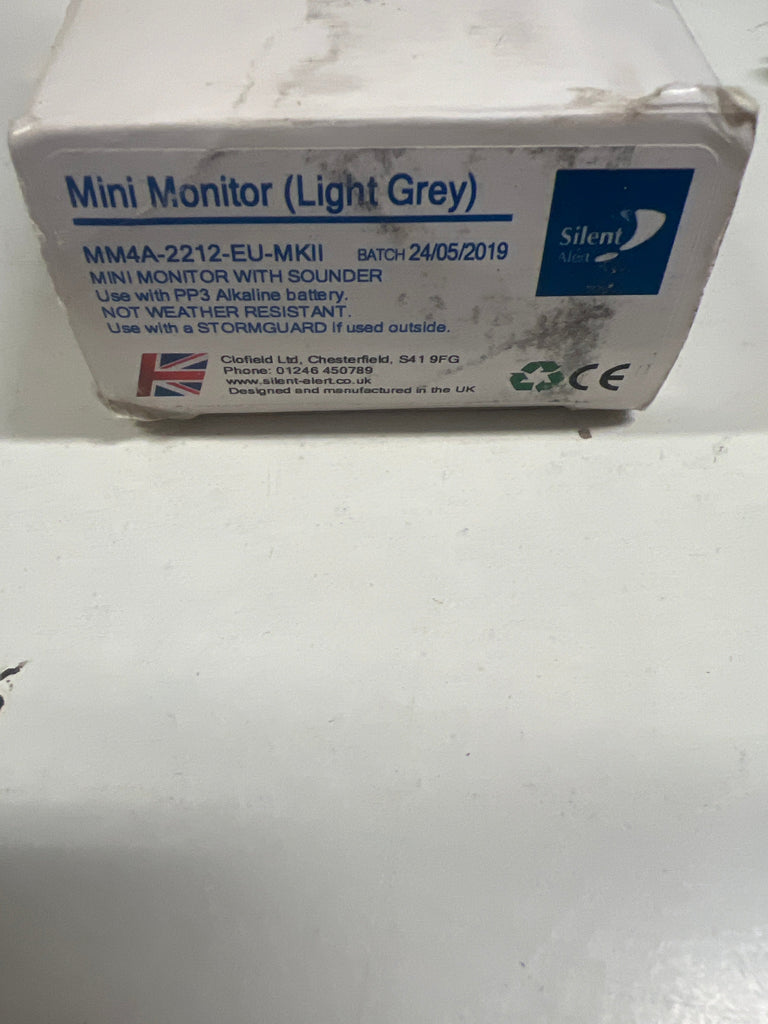 Mini Monitor (Light Grey)
MM4A-2212-EU-MKII BATCH 24/05/2019
MINI MONITOR WITH SOUNDER
Use with PP3 Alkaline battery.
NOT WEATHER RESISTANT.
Use with a STORMGUARD if used outside.
Clofield Ltd, Chesterfield, S41 9FG
Phone: 01246 450789
www.silent-alert.co.uk
Designed and manufactured in the UK
Silent
Alert
CE